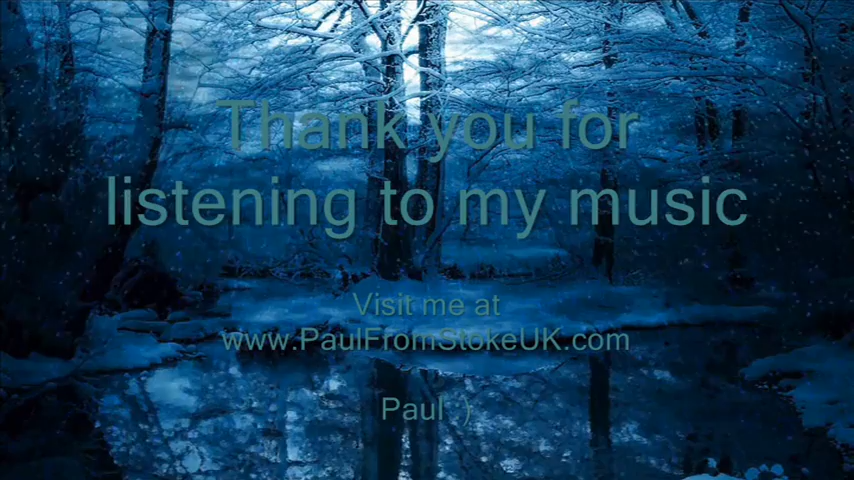 Thank you for
listening to my music
Visit me at
www.PaulFromStokeUK.com
Paul :)